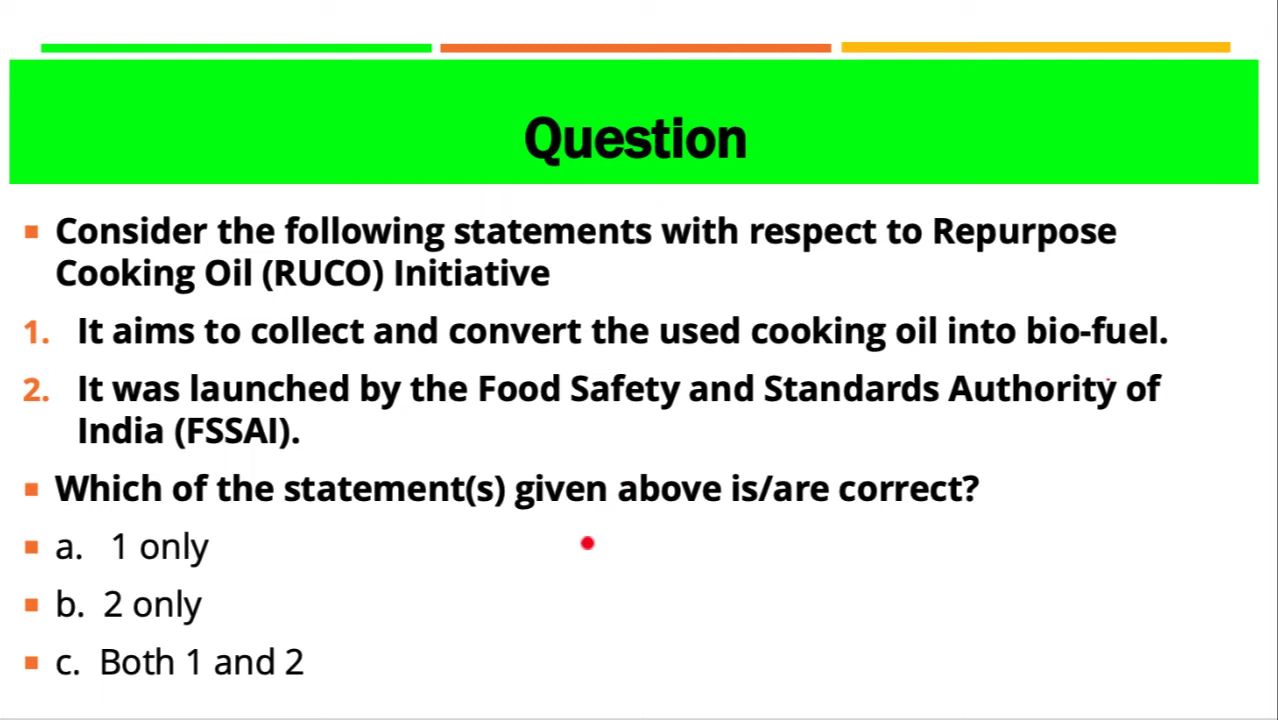 Question
Consider the following statements with respect to Repurpose
Cooking Oil (RUCO) Initiative
1. It aims to collect and convert the used cooking oil into bio-fuel.
2. It was launched by the Food Safety and Standards Authority of
India (FSSAI).
Which of the statement(s) given above is/are correct?
a. 1 only
b. 2 only
c. Both 1 and 2